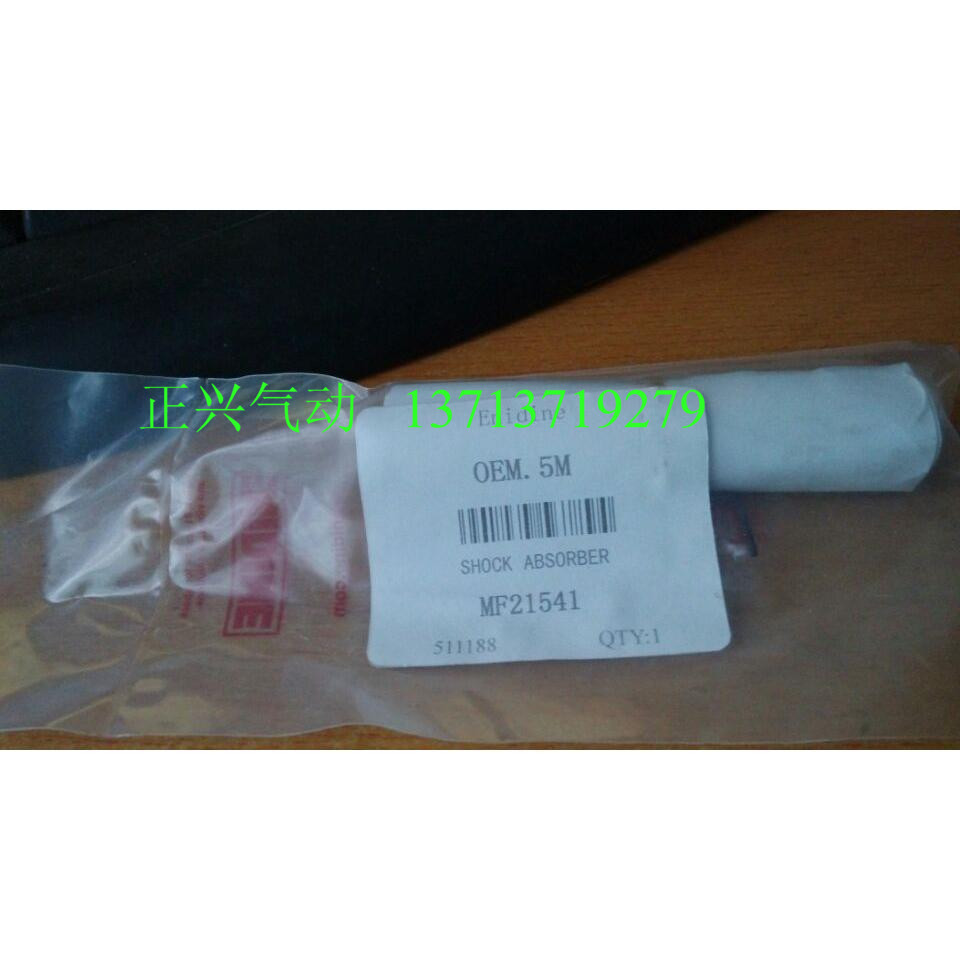 正兴气动 13713719279
Enidine
OEM. 5M
SHOCK ABSORBER
MF21541
511188 QTY:1